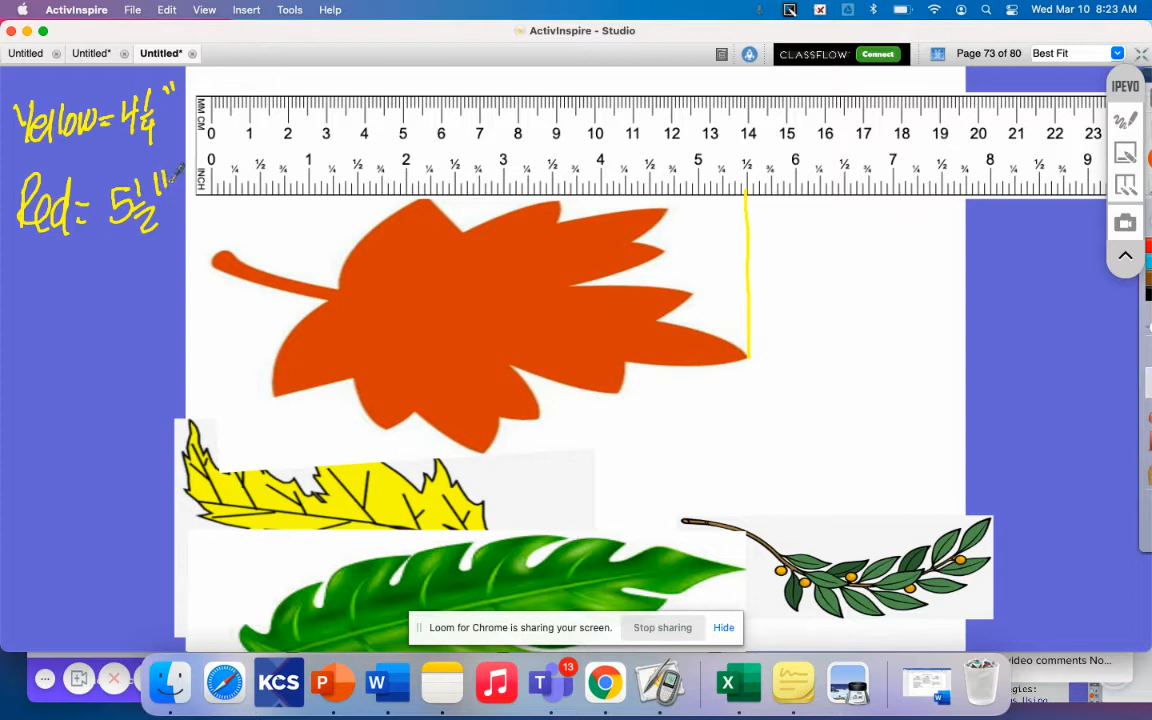 ActivInspire File Edit View Insert Tools Help Wed Mar 10 8:23 AM
ActivInspire - Studio
Untitled Untitled* Untitled* CLASSFLOW Connect Page 73 of 80 Best Fit
IPEVO
Yellow = 4 1/4"
Red = 5 1/2"
MM CM 0 1 2 3 4 5 6 7 8 9 10 11 12 13 14 15 16 17 18 19 20 21 22 23
INCH 0 ¼ ½ ¾ 1 ¼ ½ ¾ 2 ¼ ½ ¾ 3 ¼ ½ ¾ 4 ¼ ½ ¾ 5 ¼ ½ ¾ 6 ¼ ½ ¾ 7 ¼ ½ ¾ 8 ¼ ½ ¾ 9
Loom for Chrome is sharing your screen. Stop sharing Hide
video comments No...
KCS P W T 13 X W